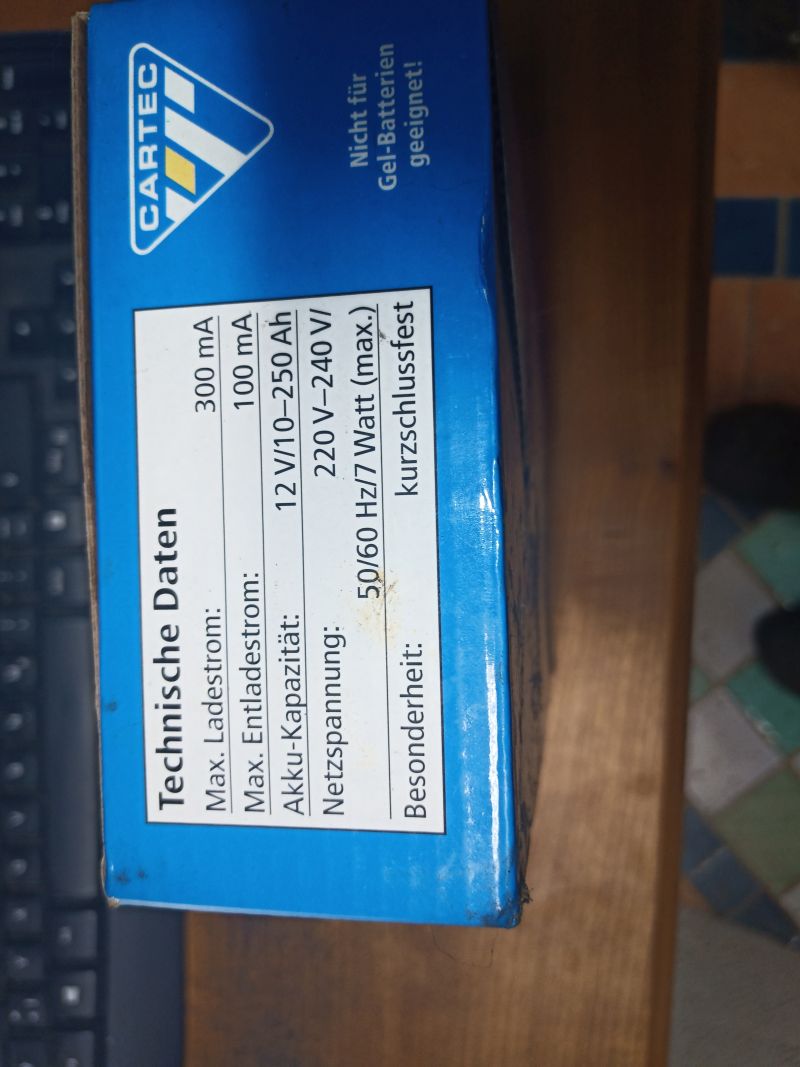 CARTEC
Nicht für
Gel-Batterien
geeignet!
Technische Daten
Max. Ladestrom: 300 mA
Max. Entladestrom: 100 mA
Akku-Kapazität: 12 V/10–250 Ah
Netzspannung: 220 V–240 V/
50/60 Hz/7 Watt (max.)
Besonderheit: kurzschlussfest